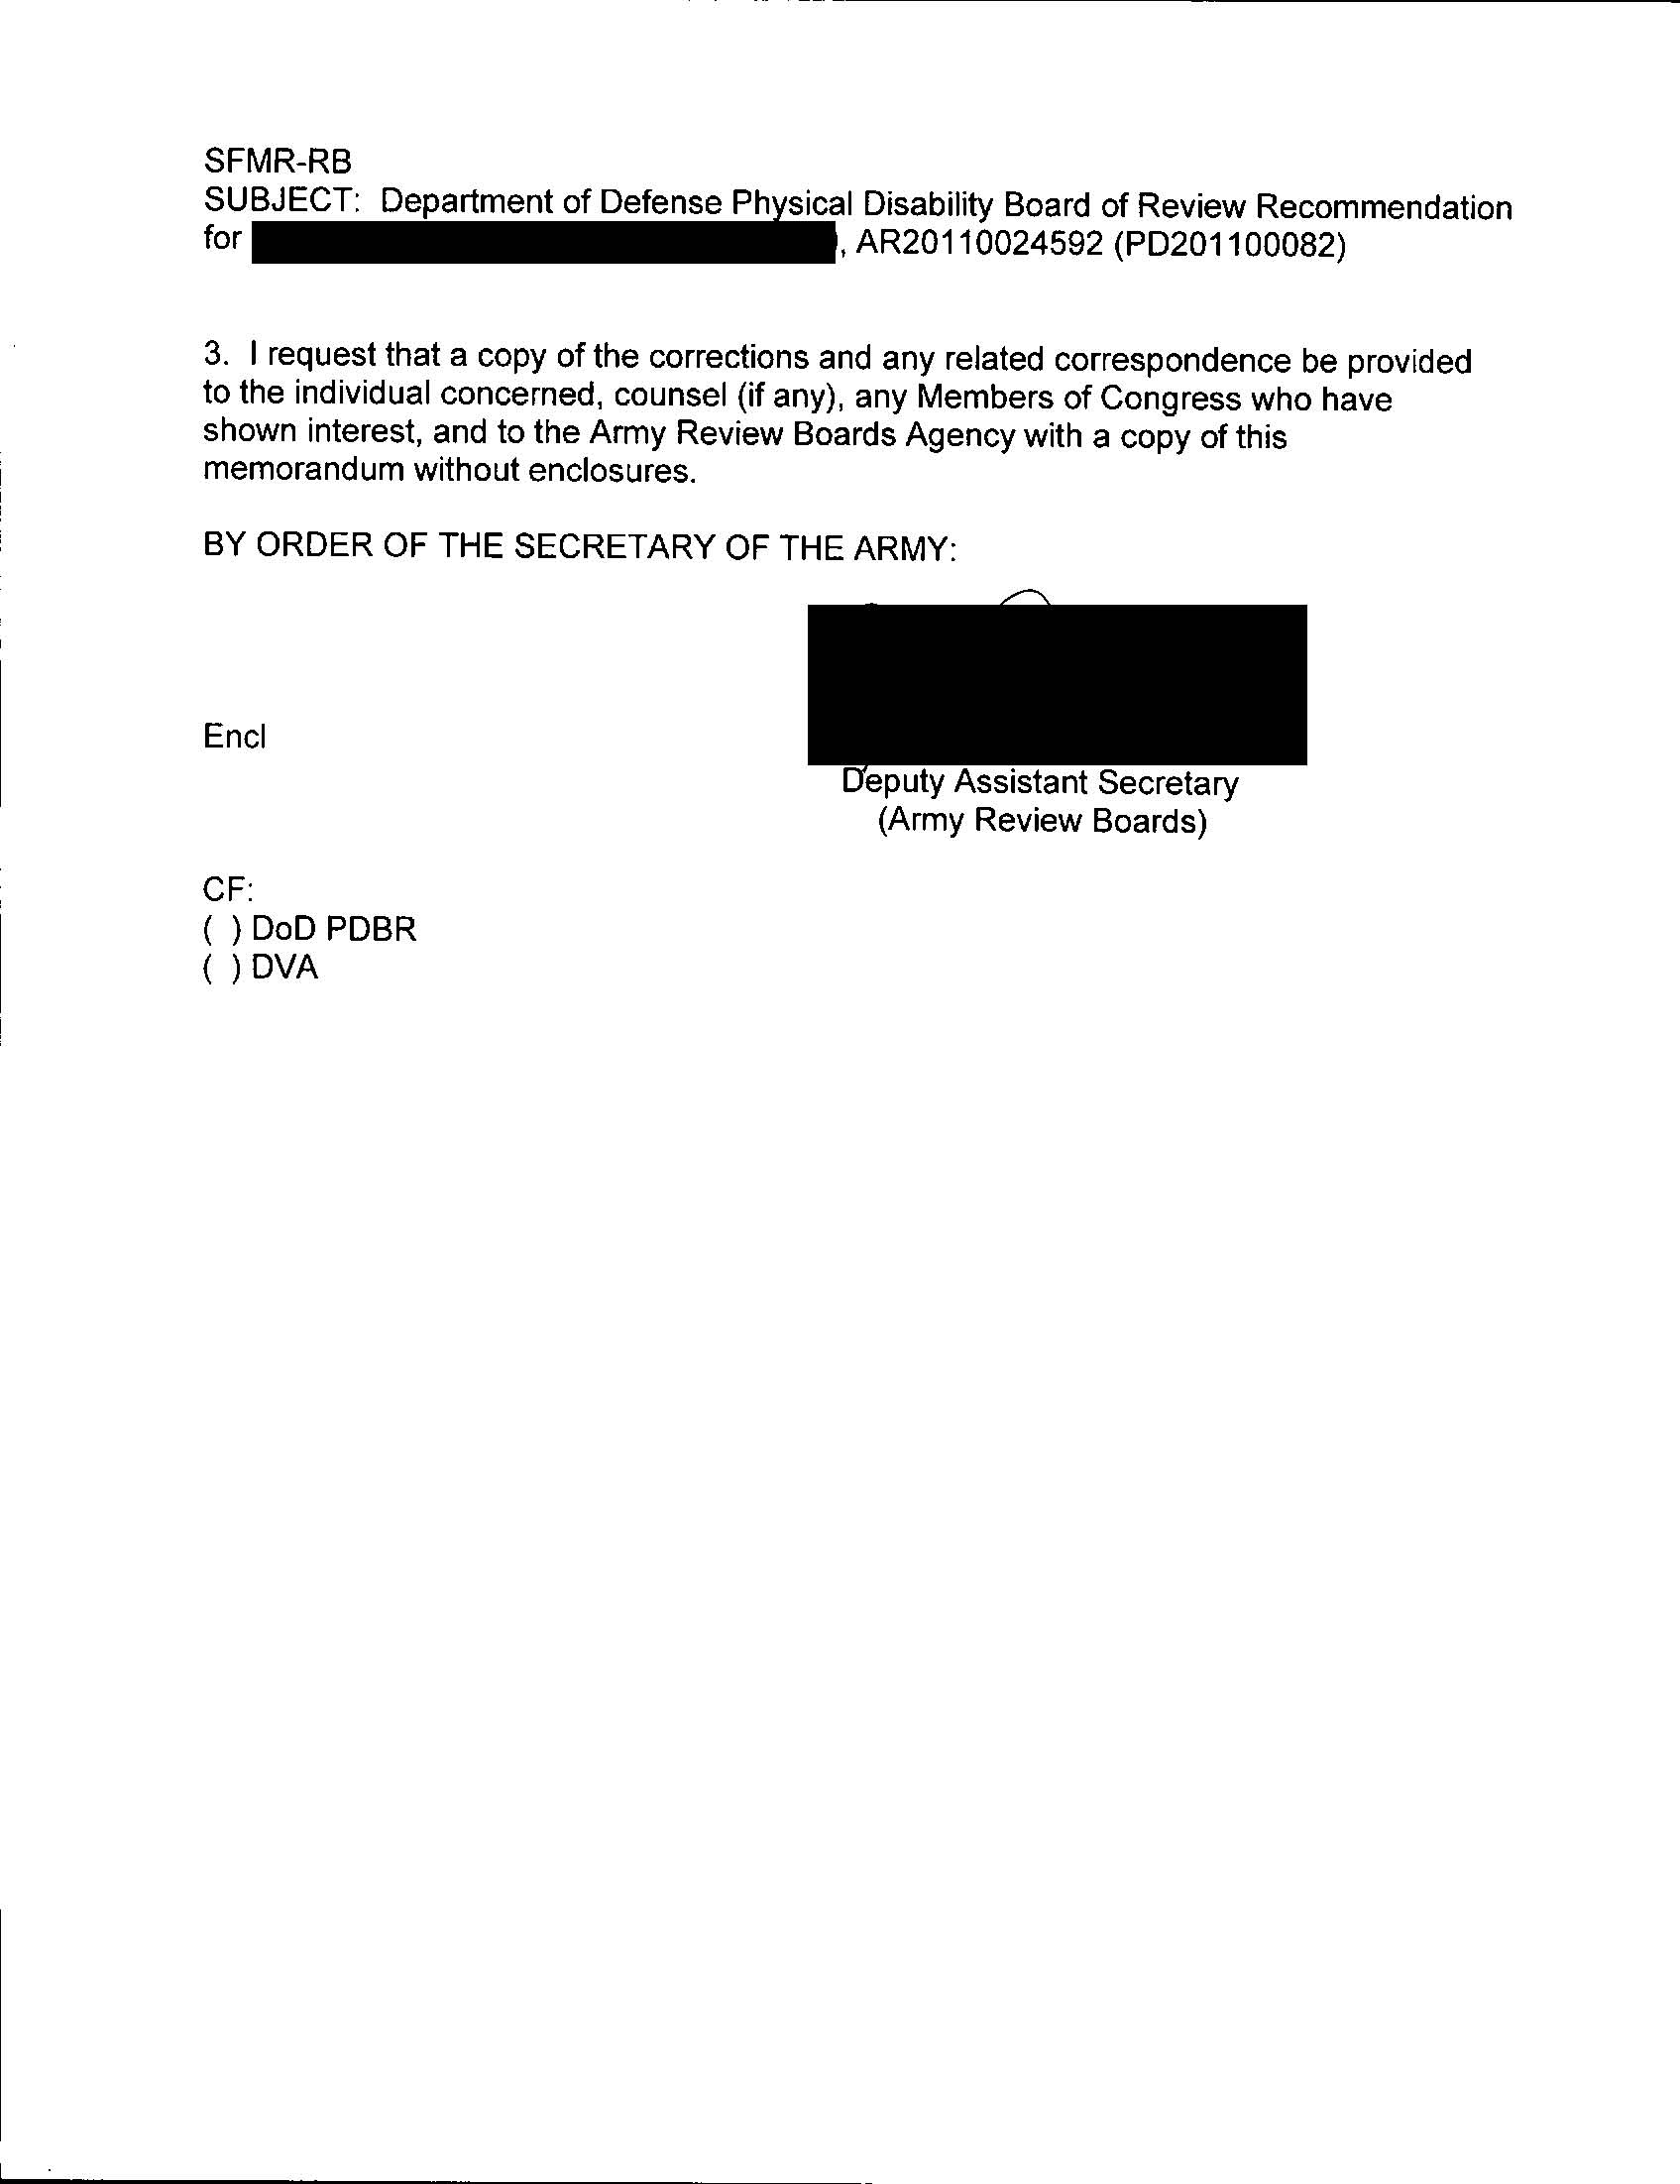 SFMR-RB
SUBJECT: Department of Defense Physical Disability Board of Review Recommendation
for , AR20110024592 (PD201100082)
3. I request that a copy of the corrections and any related correspondence be provided
to the individual concerned, counsel (if any), any Members of Congress who have
shown interest, and to the Army Review Boards Agency with a copy of this
memorandum without enclosures.
BY ORDER OF THE SECRETARY OF THE ARMY:
Encl
Deputy Assistant Secretary
(Army Review Boards)
CF:
( ) DoD PDBR
( ) DVA